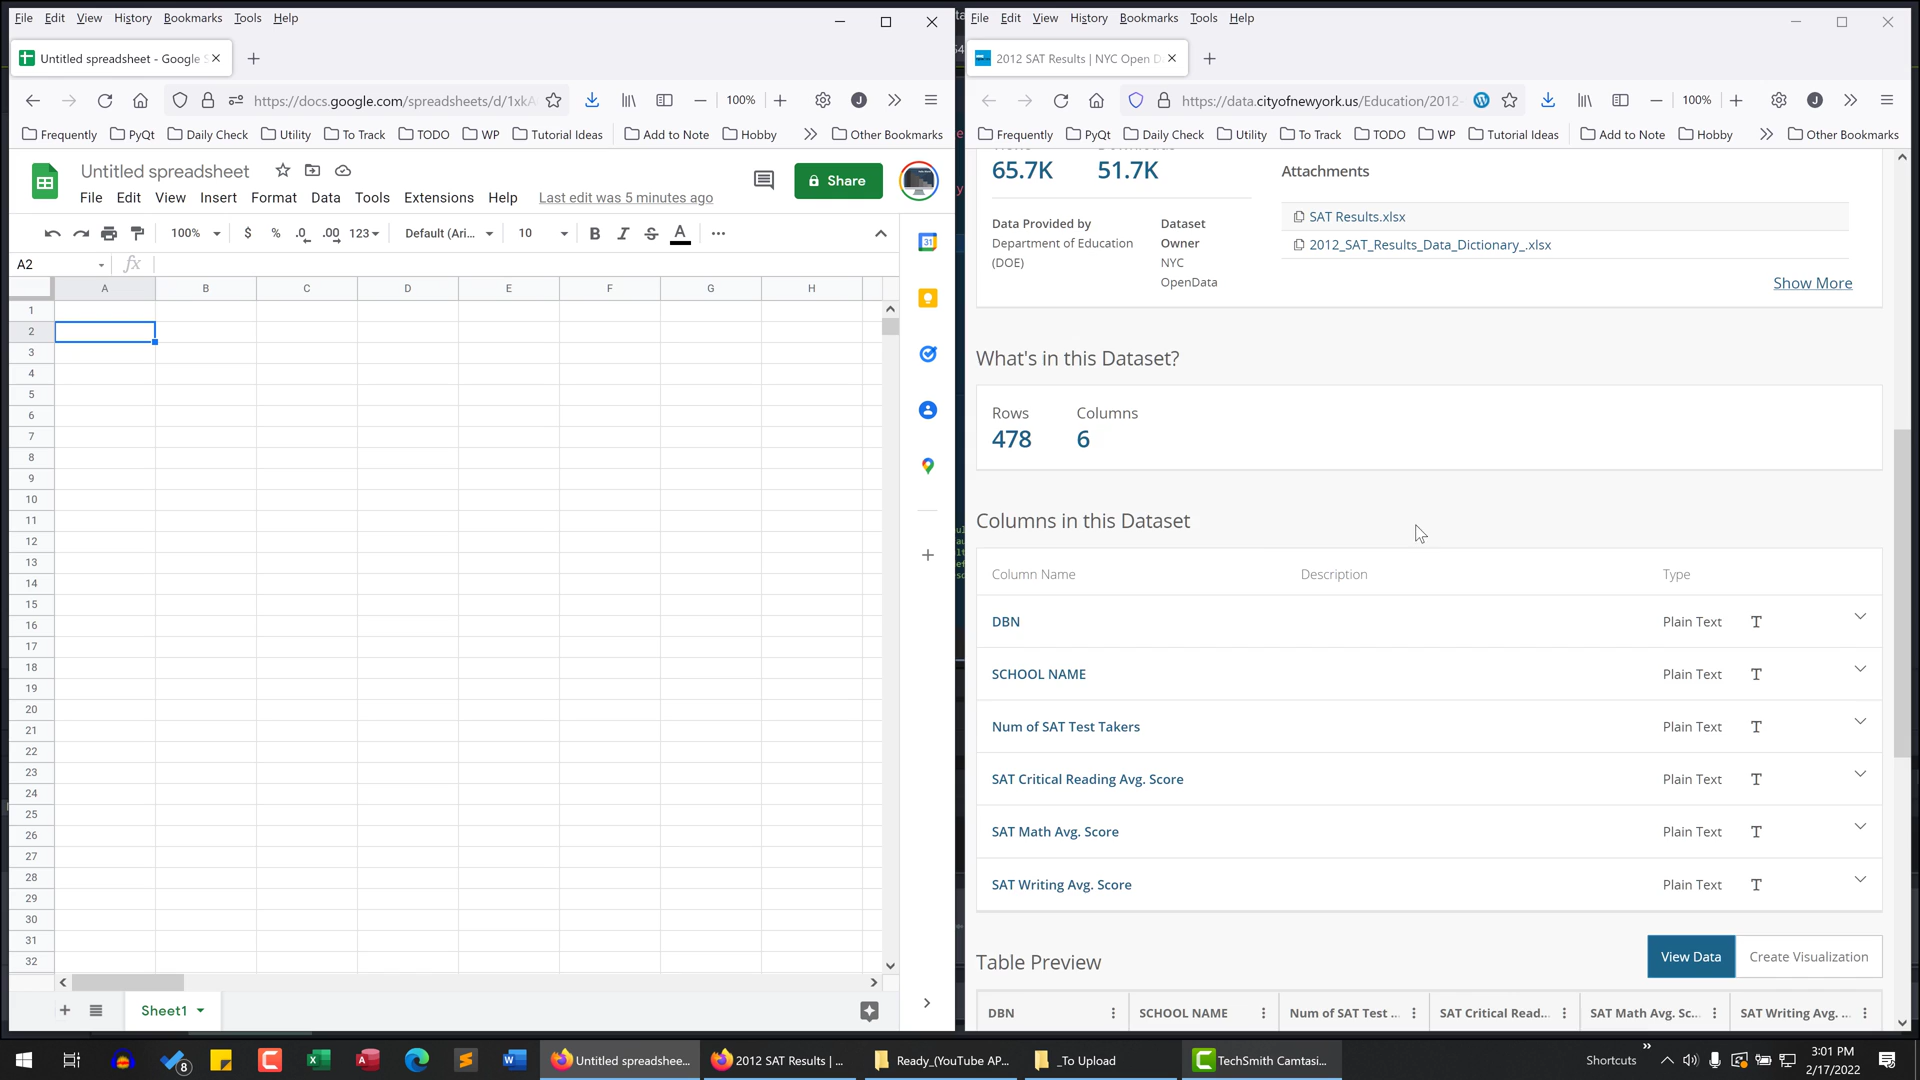 File Edit View History Bookmarks Tools Help
Untitled spreadsheet - Google S
https://docs.google.com/spreadsheets/d/1xkA 100%
Frequently PyQt Daily Check Utility To Track TODO WP Tutorial Ideas Add to Note Hobby Other Bookmarks
Untitled spreadsheet
Share
File Edit View Insert Format Data Tools Extensions Help Last edit was 5 minutes ago
100% $ % .0 .00 123 Default (Ari... 10 B I S A
A2 fx
A B C D E F G H
1
2
3
4
5
6
7
8
9
10
11
12
13
14
15
16
17
18
19
20
21
22
23
24
25
26
27
28
29
30
31
32
Sheet1
File Edit View History Bookmarks Tools Help
2012 SAT Results | NYC Open D
https://data.cityofnewyork.us/Education/2012- 100%
Frequently PyQt Daily Check Utility To Track TODO WP Tutorial Ideas Add to Note Hobby Other Bookmarks
65.7K 51.7K
Attachments
SAT Results.xlsx
2012_SAT_Results_Data_Dictionary_.xlsx
Show More
Data Provided by
Department of Education
(DOE)
Dataset
Owner
NYC
OpenData
What's in this Dataset?
Rows Columns
478 6
Columns in this Dataset
Column Name Description Type
DBN Plain Text T
SCHOOL NAME Plain Text T
Num of SAT Test Takers Plain Text T
SAT Critical Reading Avg. Score Plain Text T
SAT Math Avg. Score Plain Text T
SAT Writing Avg. Score Plain Text T
Table Preview View Data Create Visualization
DBN SCHOOL NAME Num of SAT Test ... SAT Critical Read... SAT Math Avg. Sc... SAT Writing Avg. ...
8 Untitled spreadshee... 2012 SAT Results | ... Ready_(YouTube AP... _To Upload TechSmith Camtasi... Shortcuts 3:01 PM
2/17/2022